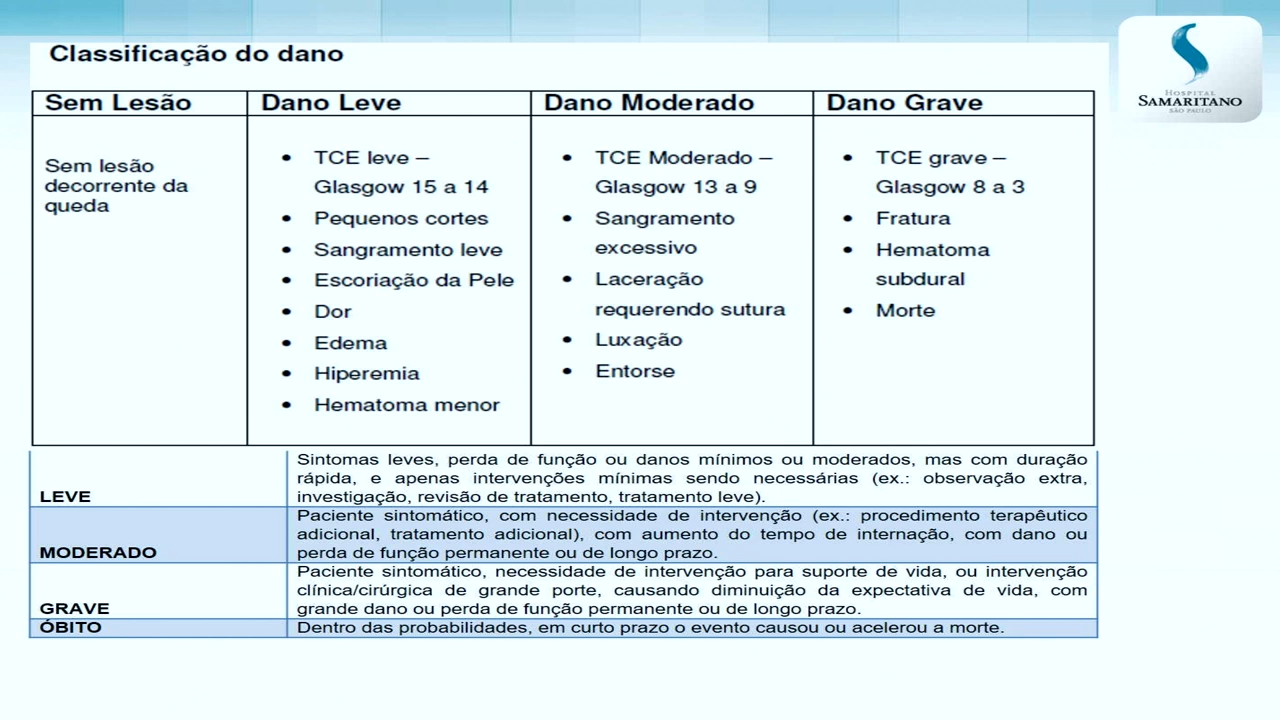 Classificação do dano
HOSPITAL
SAMARITANO
SÃO PAULO
Sem Lesão
Dano Leve
Dano Moderado
Dano Grave
Sem lesão
decorrente da
queda
• TCE leve –
Glasgow 15 a 14
• Pequenos cortes
• Sangramento leve
• Escoriação da Pele
• Dor
• Edema
• Hiperemia
• Hematoma menor
• TCE Moderado –
Glasgow 13 a 9
• Sangramento
excessivo
• Laceração
requerendo sutura
• Luxação
• Entorse
• TCE grave –
Glasgow 8 a 3
• Fratura
• Hematoma
subdural
• Morte
LEVE
Sintomas leves, perda de função ou danos mínimos ou moderados, mas com duração
rápida, e apenas intervenções mínimas sendo necessárias (ex.: observação extra,
investigação, revisão de tratamento, tratamento leve).
MODERADO
Paciente sintomático, com necessidade de intervenção (ex.: procedimento terapêutico
adicional, tratamento adicional), com aumento do tempo de internação, com dano ou
perda de função permanente ou de longo prazo.
GRAVE
Paciente sintomático, necessidade de intervenção para suporte de vida, ou intervenção
clínica/cirúrgica de grande porte, causando diminuição da expectativa de vida, com
grande dano ou perda de função permanente ou de longo prazo.
ÓBITO
Dentro das probabilidades, em curto prazo o evento causou ou acelerou a morte.